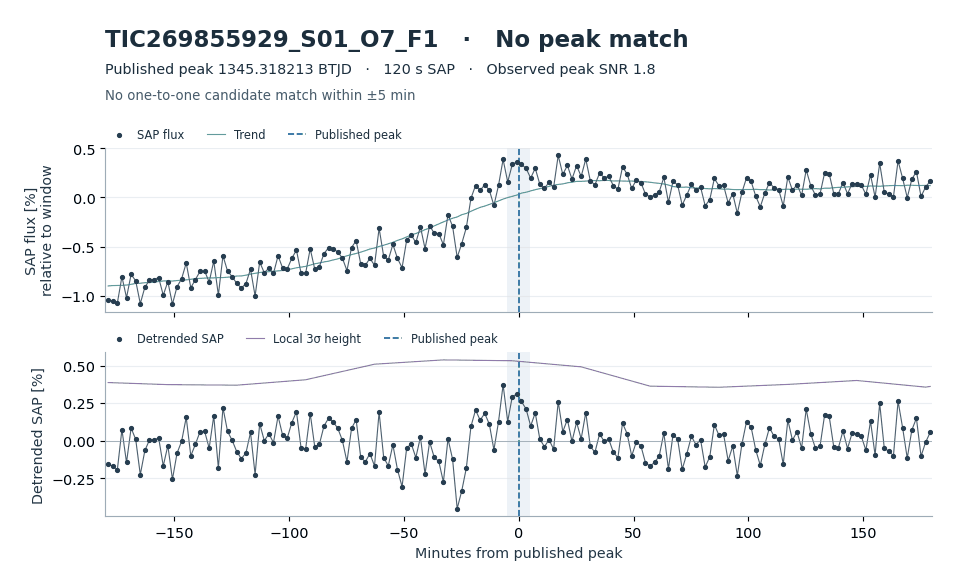 TIC269855929_S01_O7_F1 · No peak match
Published peak 1345.318213 BTJD · 120 s SAP · Observed peak SNR 1.8
No one-to-one candidate match within ±5 min
SAP flux Trend Published peak
SAP flux [%]
relative to window
0.5
0.0
−0.5
−1.0
Detrended SAP Local 3σ height Published peak
Detrended SAP [%]
0.50
0.25
0.00
−0.25
−150 −100 −50 0 50 100 150
Minutes from published peak